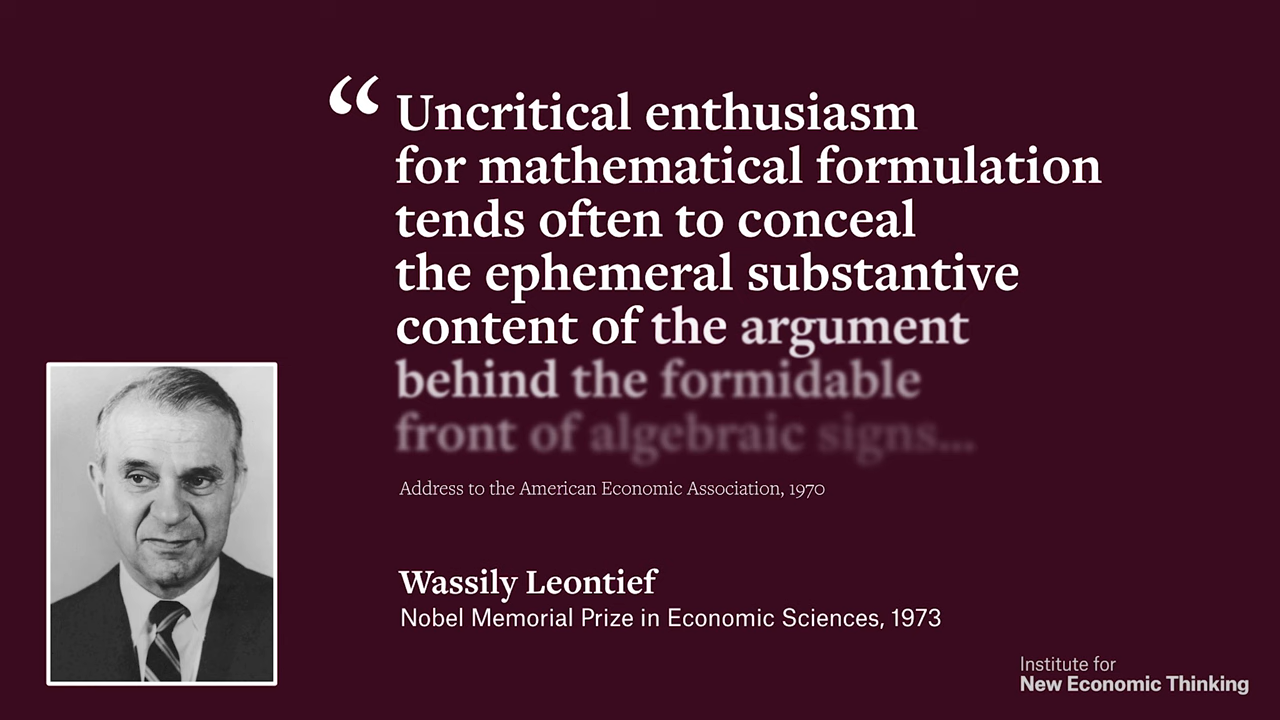 “Uncritical enthusiasm
for mathematical formulation
tends often to conceal
the ephemeral substantive
content of the argument
behind the formidable
front of algebraic signs...
Address to the American Economic Association, 1970
Wassily Leontief
Nobel Memorial Prize in Economic Sciences, 1973
Institute for
New Economic Thinking